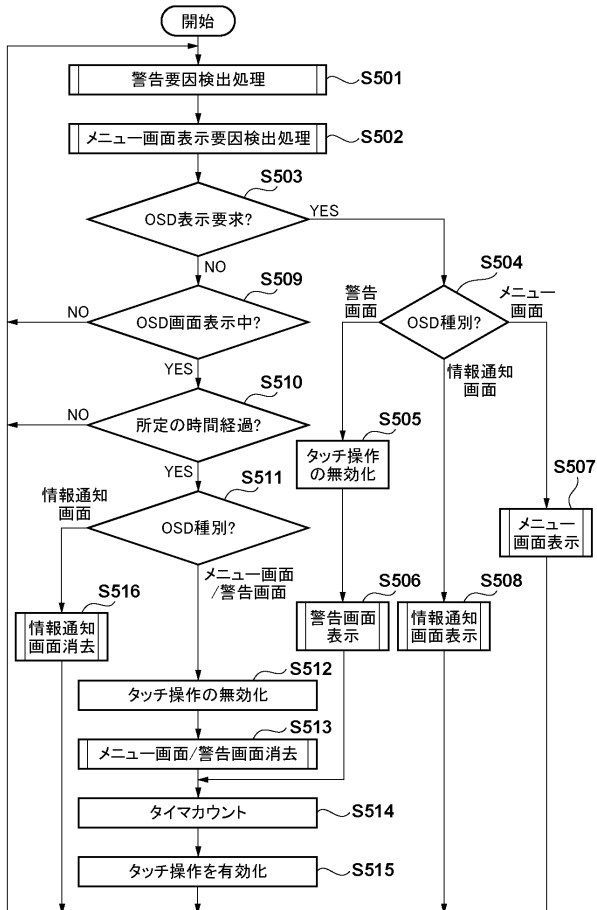 開始
警告要因検出処理
S501
メニュー画面表示要因検出処理
S502
S503
OSD表示要求?
YES
NO
S504
OSD種別?
警告
画面
メニュー
画面
情報通知
画面
S509
OSD画面表示中?
NO
YES
S510
所定の時間経過?
NO
YES
S505
タッチ操作
の無効化
S507
メニュー
画面表示
S511
OSD種別?
情報通知
画面
メニュー画面
/警告画面
S506
警告画面
表示
S508
情報通知
画面表示
S516
情報通知
画面消去
S512
タッチ操作の無効化
S513
メニュー画面/警告画面消去
タイマカウント
S514
タッチ操作を有効化
S515